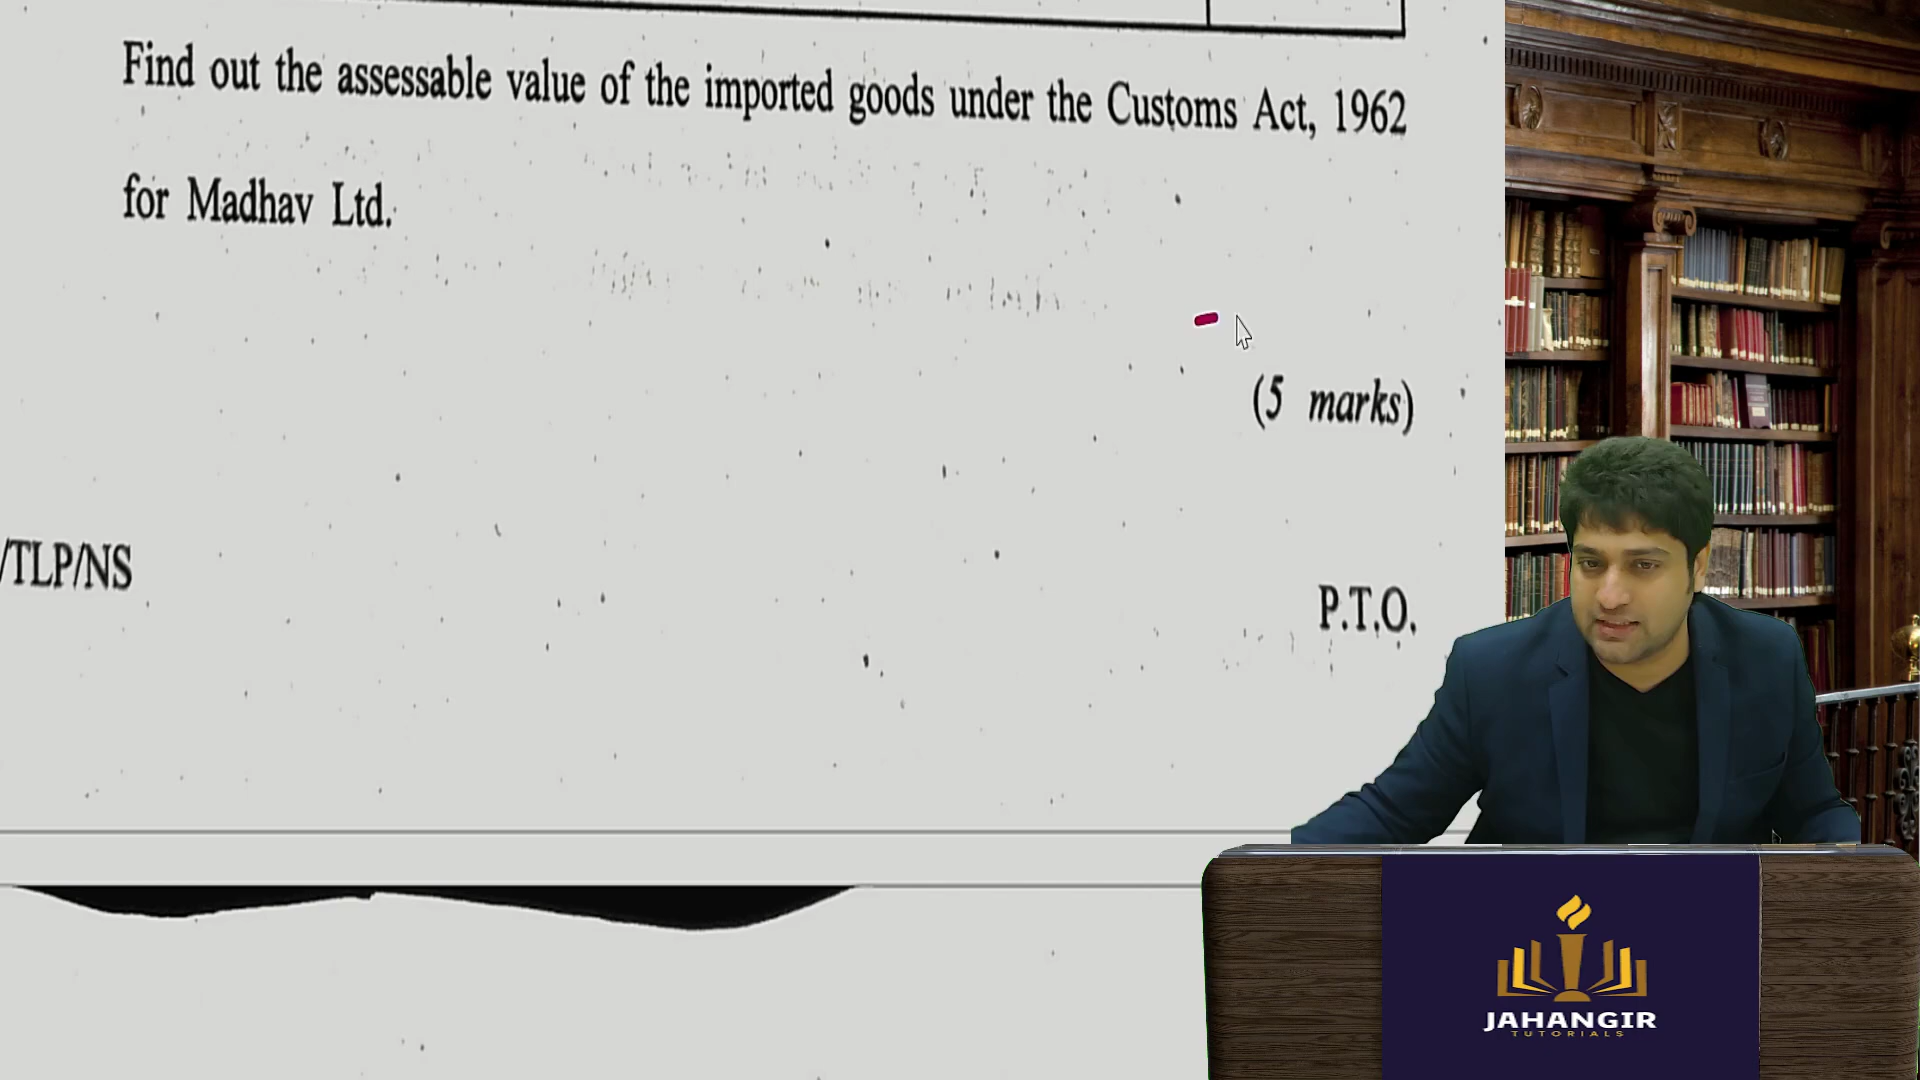 Find out the assessable value of the imported goods under the Customs Act, 1962
for Madhav Ltd.
(5 marks)
/TLP/NS
P.T.O.
JAHANGIR
TUTORIALS